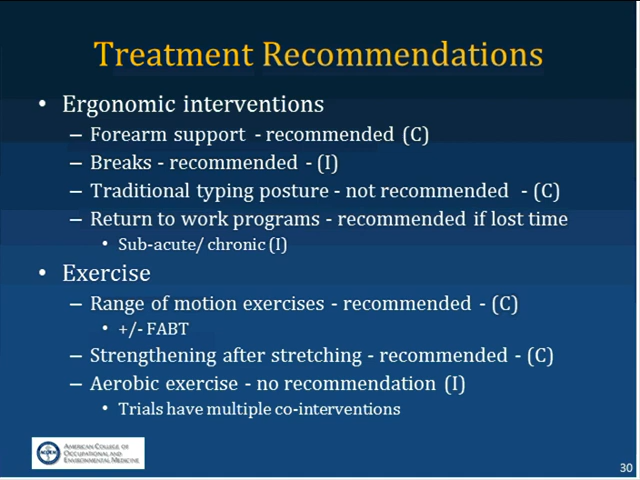 Treatment Recommendations
• Ergonomic interventions
– Forearm support - recommended (C)
– Breaks - recommended - (I)
– Traditional typing posture - not recommended - (C)
– Return to work programs - recommended if lost time
• Sub-acute/ chronic (I)
• Exercise
– Range of motion exercises - recommended - (C)
• +/- FABT
– Strengthening after stretching - recommended - (C)
– Aerobic exercise - no recommendation (I)
• Trials have multiple co-interventions
American College of
Occupational and
Environmental Medicine
30